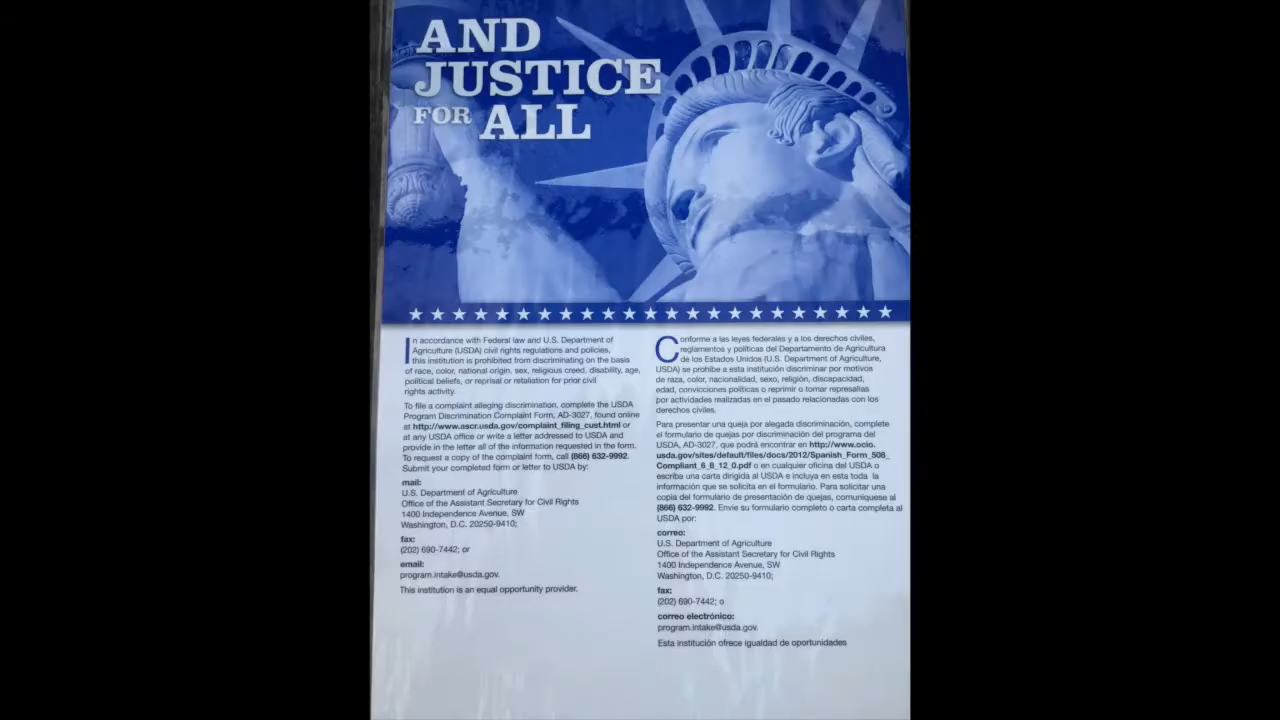 AND
JUSTICE
FOR ALL
In accordance with Federal law and U.S. Department of
Agriculture (USDA) civil rights regulations and policies,
this institution is prohibited from discriminating on the basis
of race, color, national origin, sex, religious creed, disability, age,
political beliefs, or reprisal or retaliation for prior civil
rights activity.
To file a complaint alleging discrimination, complete the USDA
Program Discrimination Complaint Form, AD-3027, found online
at http://www.ascr.usda.gov/complaint_filing_cust.html or
at any USDA office or write a letter addressed to USDA and
provide in the letter all of the information requested in the form.
To request a copy of the complaint form, call (866) 632-9992.
Submit your completed form or letter to USDA by:
mail:
U.S. Department of Agriculture
Office of the Assistant Secretary for Civil Rights
1400 Independence Avenue, SW
Washington, D.C. 20250-9410;
fax:
(202) 690-7442; or
email:
program.intake@usda.gov.
This institution is an equal opportunity provider.
Conforme a las leyes federales y a los derechos civiles,
reglamentos y políticas del Departamento de Agricultura
de los Estados Unidos (U.S. Department of Agriculture,
USDA) se prohibe a esta institución discriminar por motivos
de raza, color, nacionalidad, sexo, religión, discapacidad,
edad, convicciones políticas o reprimir o tomar represalias
por actividades realizadas en el pasado relacionadas con los
derechos civiles.
Para presentar una queja por alegada discriminación, complete
el formulario de quejas por discriminación del programa del
USDA, AD-3027, que podrá encontrar en http://www.ocio.
usda.gov/sites/default/files/docs/2012/Spanish_Form_508_
Compliant_6_8_12_0.pdf o en cualquier oficina del USDA o
escriba una carta dirigida al USDA e incluya en esta toda la
información que se solicita en el formulario. Para solicitar una
copia del formulario de presentación de quejas, comuníquese al
(866) 632-9992. Envíe su formulario completo o carta completa al
USDA por:
correo:
U.S. Department of Agriculture
Office of the Assistant Secretary for Civil Rights
1400 Independence Avenue, SW
Washington, D.C. 20250-9410;
fax:
(202) 690-7442; o
correo electrónico:
program.intake@usda.gov.
Esta institución ofrece igualdad de oportunidades